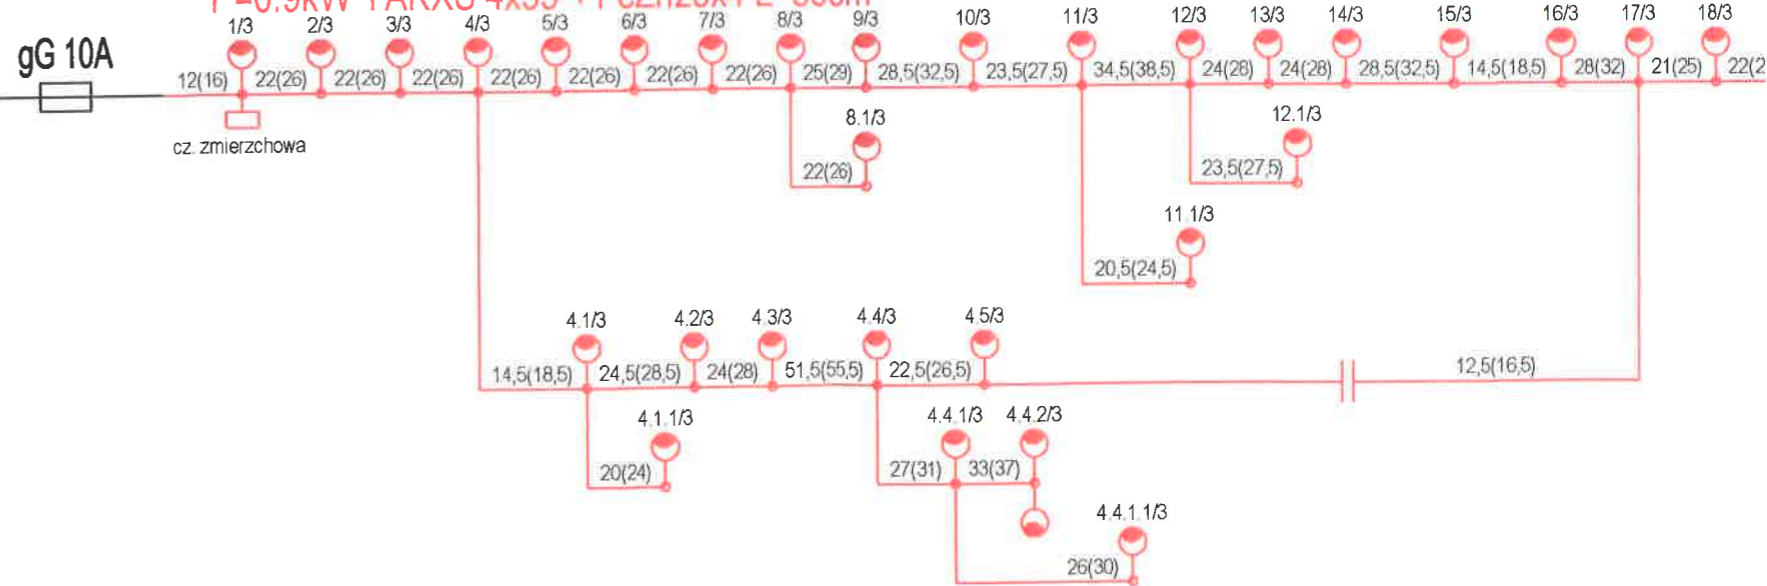 1/3 2/3 3/3 4/3 5/3 6/3 7/3 8/3 9/3 10/3 11/3 12/3 13/3 14/3 15/3 16/3 17/3 18/3
gG 10A
12(16) 22(26) 22(26) 22(26) 22(26) 22(26) 22(26) 22(26) 25(29) 28,5(32,5) 23,5(27,5) 34,5(38,5) 24(28) 24(28) 28,5(32,5) 14,5(18,5) 28(32) 21(25)
cz. zmierzchowa
8.1/3 12.1/3
22(26) 23,5(27,5)
11.1/3
20,5(24,5)
4.1/3 4.2/3 4.3/3 4.4/3 4.5/3
14,5(18,5) 24,5(28,5) 24(28) 51,5(55,5) 22,5(26,5) 12,5(16,5)
4.1.1/3 4.4.1/3 4.4.2/3
20(24) 27(31) 33(37)
4.4.1.1/3
26(30)